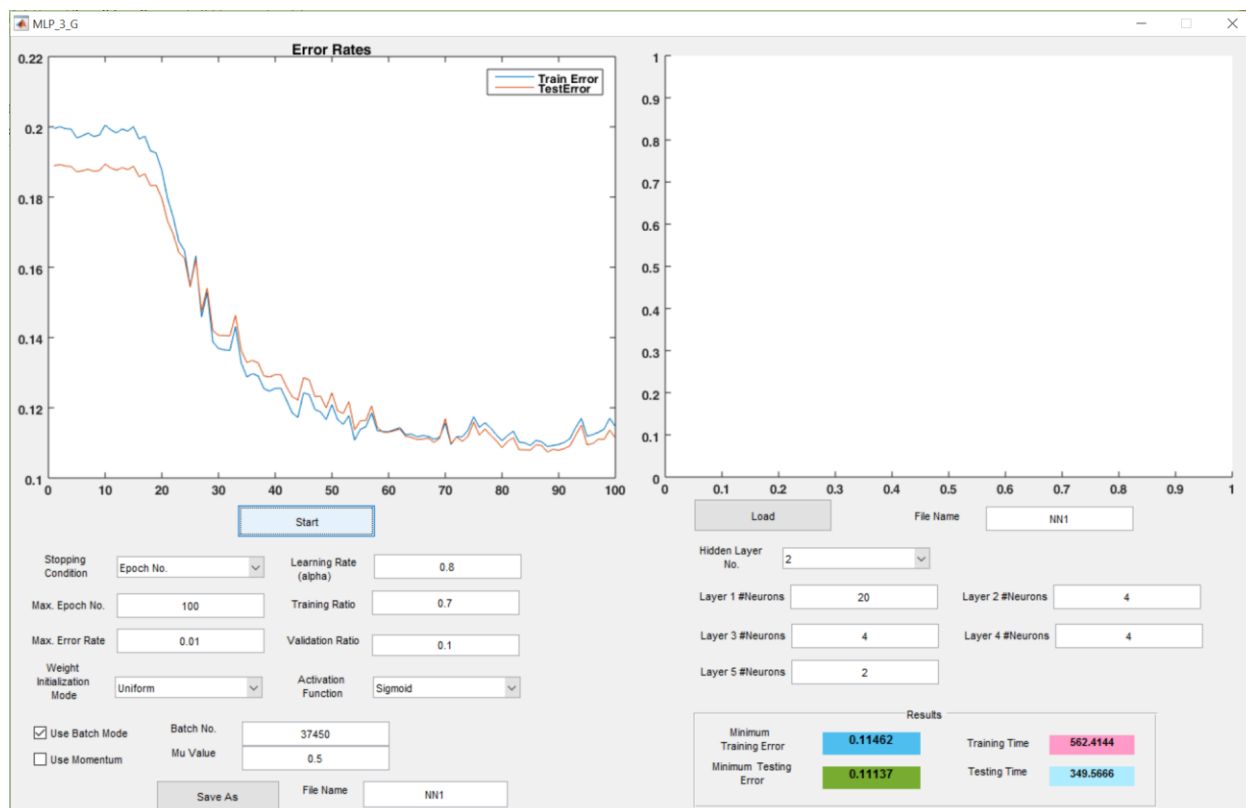 MLP_3_G
Error Rates
0.22
0.2
0.18
0.16
0.14
0.12
0.1
0 10 20 30 40 50 60 70 80 90 100
Train Error
TestError
1
0.9
0.8
0.7
0.6
0.5
0.4
0.3
0.2
0.1
0
0 0.1 0.2 0.3 0.4 0.5 0.6 0.7 0.8 0.9 1
Start
Stopping
Condition
Epoch No.
Learning Rate
(alpha)
0.8
Max. Epoch No.
100
Training Ratio
0.7
Max. Error Rate
0.01
Validation Ratio
0.1
Weight
Initialization
Mode
Uniform
Activation
Function
Sigmoid
Use Batch Mode
Batch No.
37450
Use Momentum
Mu Value
0.5
Save As
File Name
NN1
Load
File Name
NN1
Hidden Layer
No.
2
Layer 1 #Neurons
20
Layer 2 #Neurons
4
Layer 3 #Neurons
4
Layer 4 #Neurons
4
Layer 5 #Neurons
2
Results
Minimum
Training Error
0.11462
Training Time
562.4144
Minimum Testing
Error
0.11137
Testing Time
349.5666